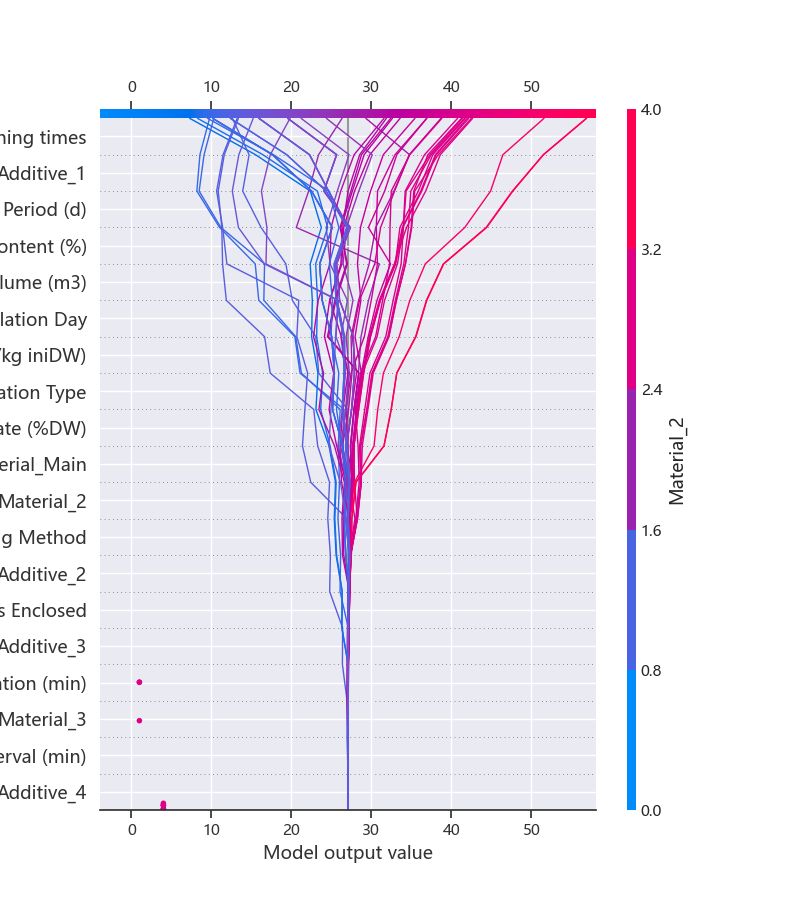 0 10 20 30 40 50
ning times
Additive_1
Period (d)
ontent (%)
lume (m3)
lation Day
/kg iniDW)
ation Type
ate (%DW)
erial_Main
Material_2
g Method
Additive_2
s Enclosed
Additive_3
ation (min)
Material_3
erval (min)
Additive_4
0 10 20 30 40 50
Model output value
4.0
3.2
2.4
1.6
0.8
0.0
Material_2